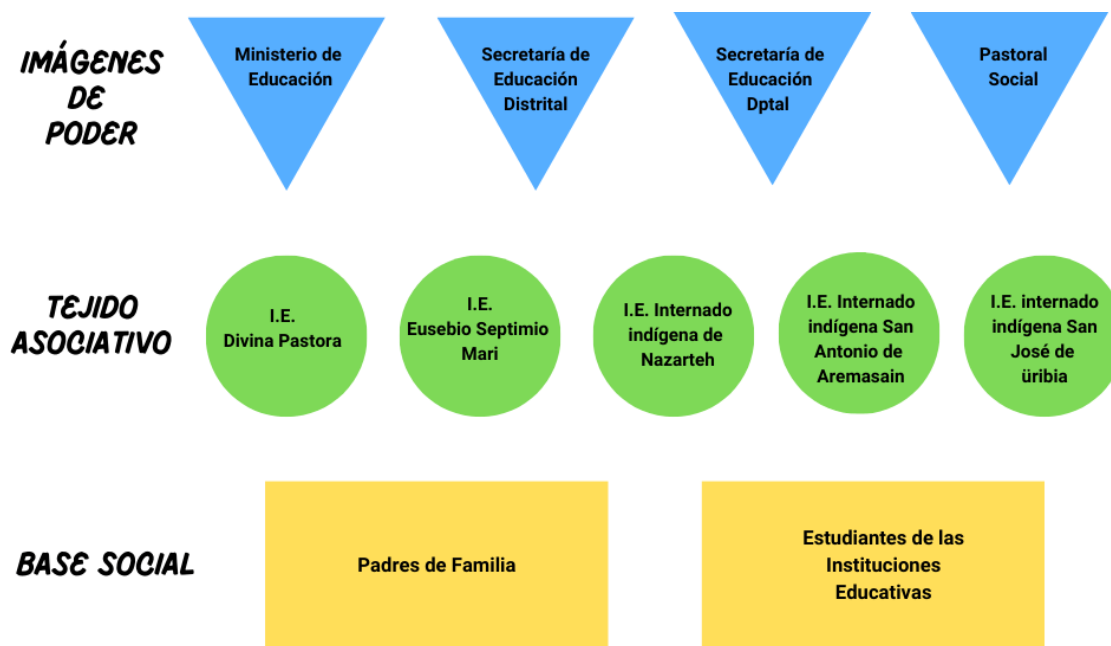 IMÁGENES
DE
PODER
Ministerio de
Educación
Secretaría de
Educación
Distrital
Secretaría de
Educación
Dptal
Pastoral
Social
TEJIDO
ASOCIATIVO
I.E.
Divina Pastora
I.E.
Eusebio Septimio
Mari
I.E. Internado
indígena de
Nazarteh
I.E. Internado
indígena San
Antonio de
Aremasain
I.E. internado
indígena San
José de
üribia
BASE SOCIAL
Padres de Familia
Estudiantes de las
Instituciones
Educativas